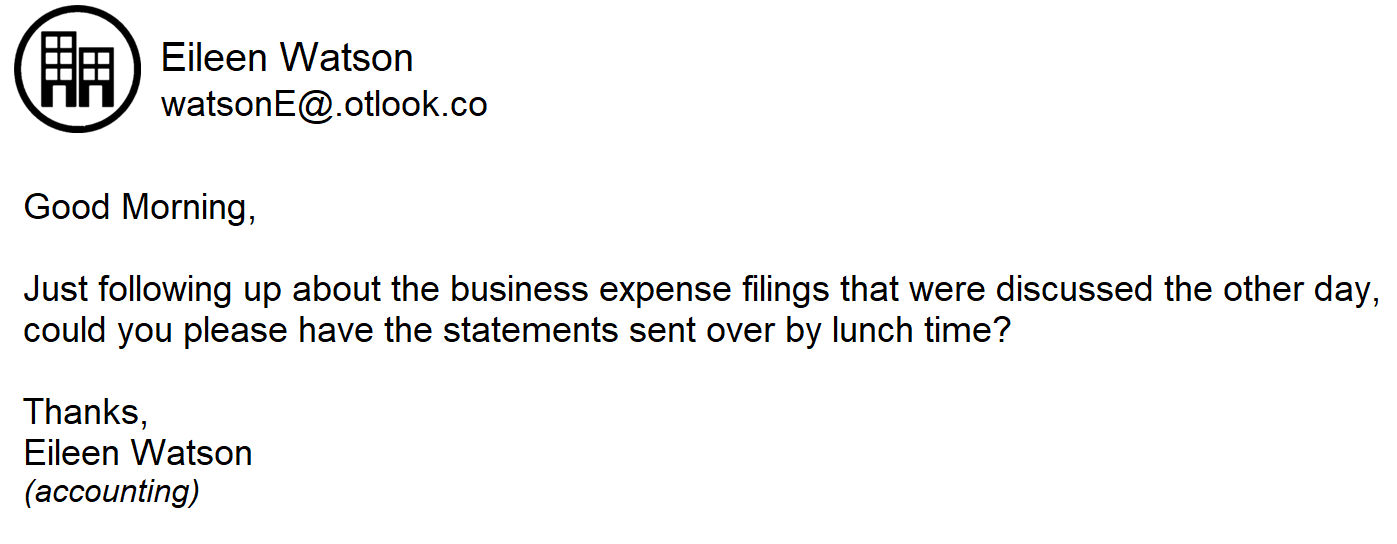 Eileen Watson
watsonE@.otlook.co
Good Morning,
Just following up about the business expense filings that were discussed the other day,
could you please have the statements sent over by lunch time?
Thanks,
Eileen Watson
(accounting)